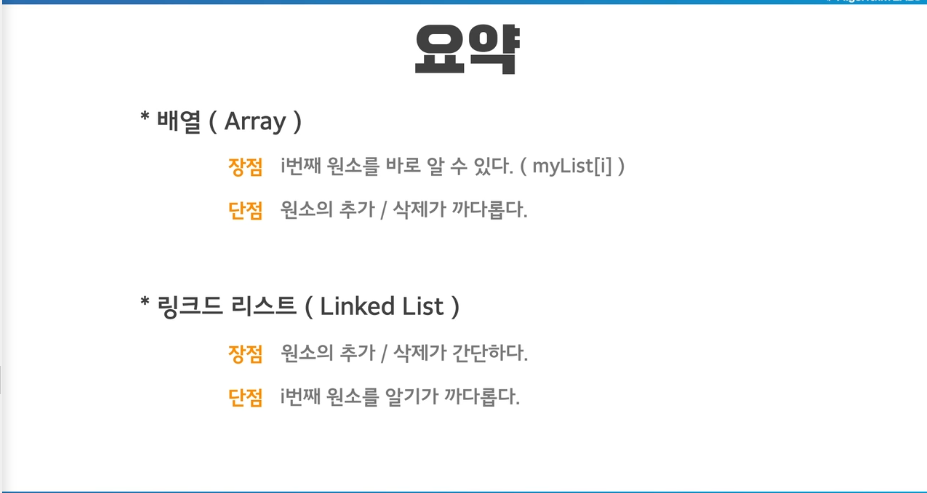 요약
* 배열 ( Array )
장점 i번째 원소를 바로 알 수 있다. ( myList[i] )
단점 원소의 추가 / 삭제가 까다롭다.
* 링크드 리스트 ( Linked List )
장점 원소의 추가 / 삭제가 간단하다.
단점 i번째 원소를 알기가 까다롭다.